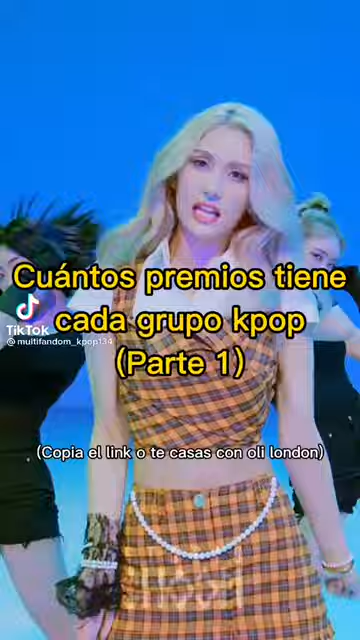 Cuántos premios tiene
cada grupo kpop
(Parte 1)
TikTok
@ multifandom_kpop134
(Copia el link o te casas con oli london)